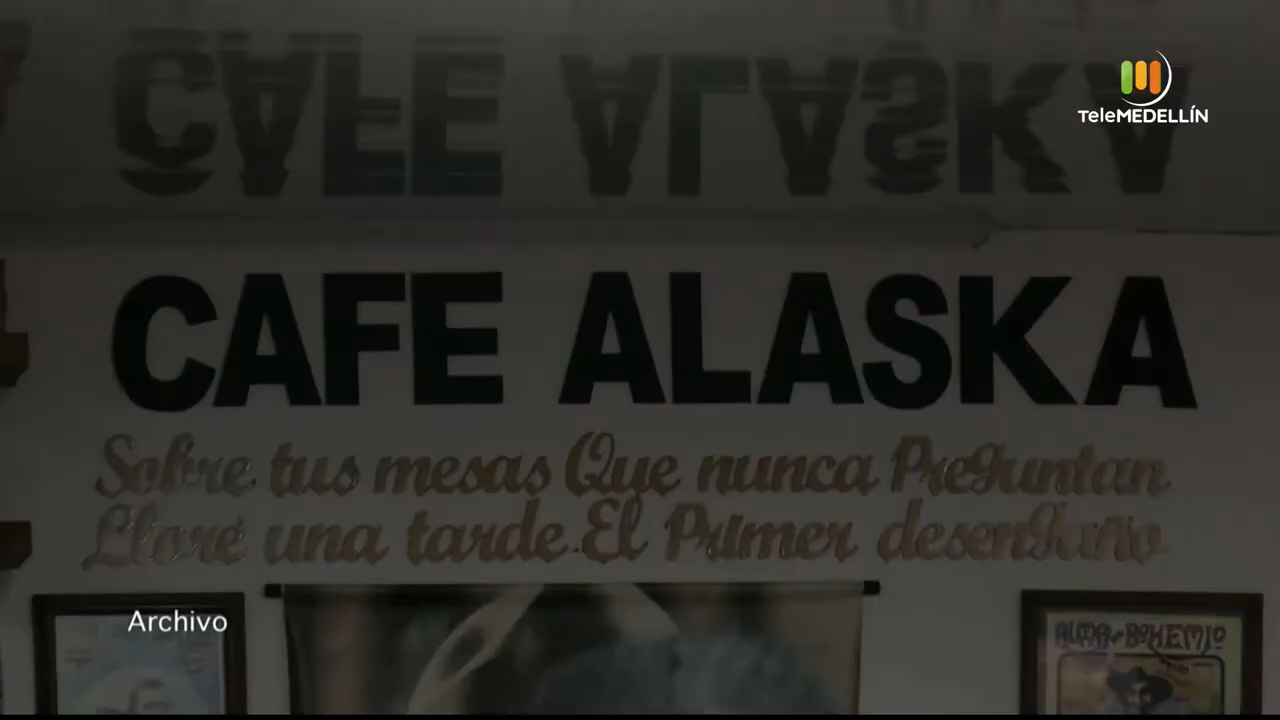 CAFE ALASKA
TeleMEDELLÍN
CAFE ALASKA
Sobre tus mesas Que nunca Preguntan
Lloré una tarde El Primer desengaño
Archivo
ALMA de BOHEMIO